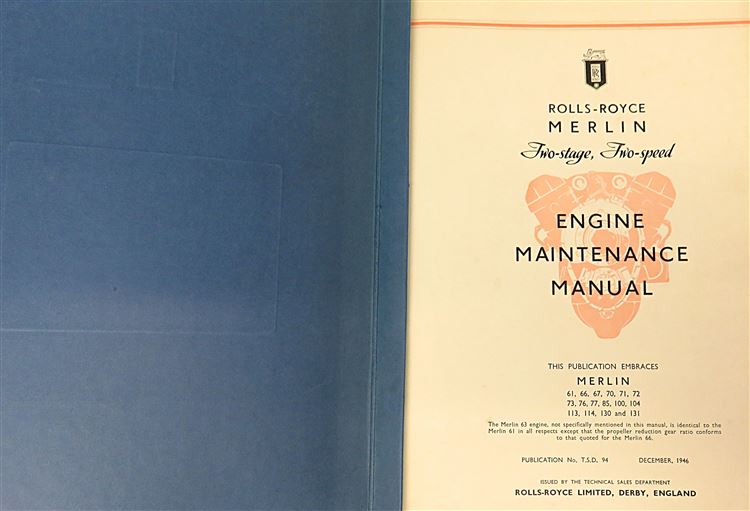 ROLLS-ROYCE
MERLIN
Two-stage, Two-speed
ENGINE
MAINTENANCE
MANUAL
THIS PUBLICATION EMBRACES
MERLIN
61, 66, 67, 70, 71, 72
73, 76, 77, 85, 100, 104
113, 114, 130 and 131
The Merlin 63 engine, not specifically mentioned in this manual, is identical to the
Merlin 61 in all respects except that the propeller reduction gear ratio conforms
to that quoted for the Merlin 66.
PUBLICATION No. T.S.D. 94 DECEMBER, 1946
ISSUED BY THE TECHNICAL SALES DEPARTMENT
ROLLS-ROYCE LIMITED, DERBY, ENGLAND